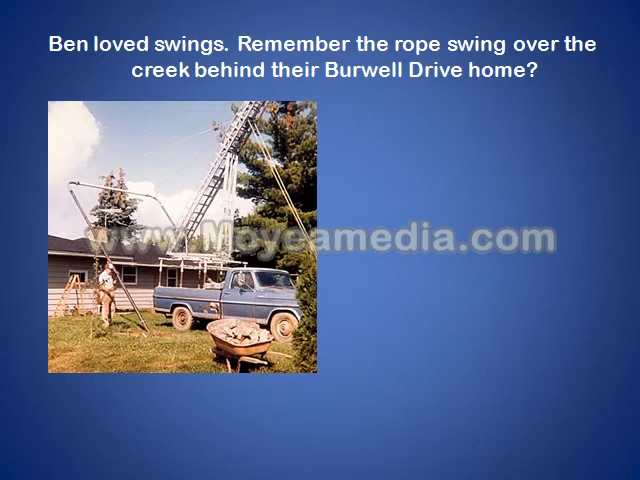 Ben loved swings. Remember the rope swing over the
creek behind their Burwell Drive home?
www.Moyeamedia.com